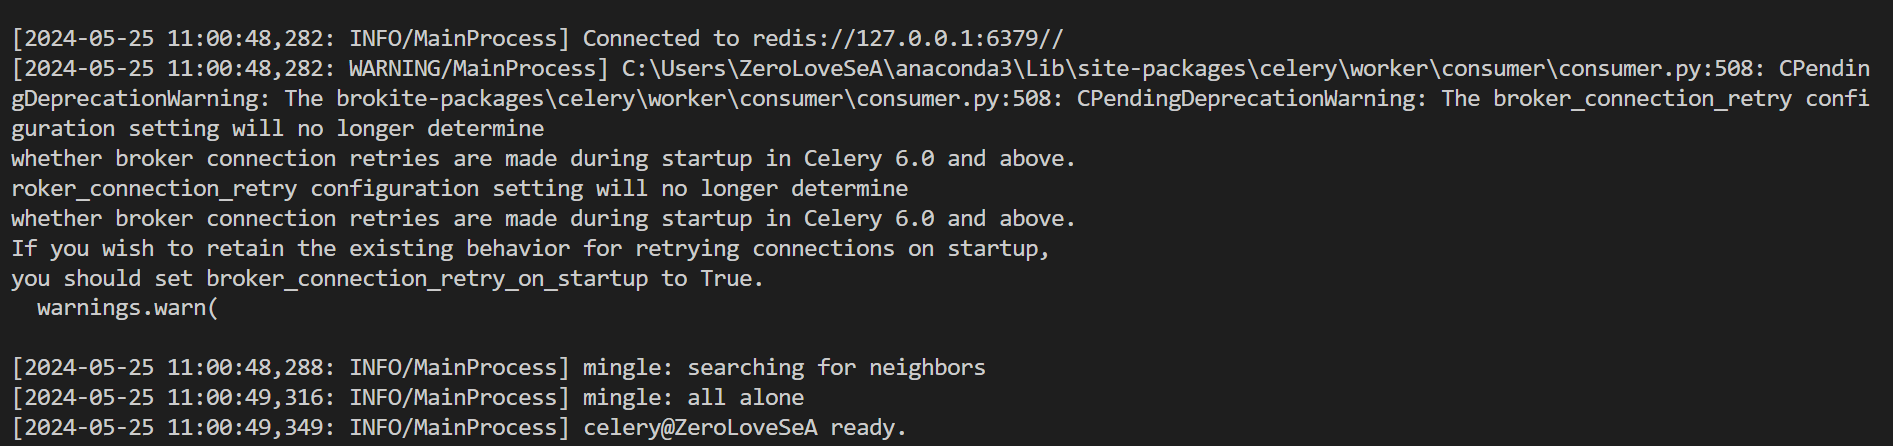 [2024-05-25 11:00:48,282: INFO/MainProcess] Connected to redis://127.0.0.1:6379//
[2024-05-25 11:00:48,282: WARNING/MainProcess] C:\Users\ZeroLoveSeA\anaconda3\Lib\site-packages\celery\worker\consumer\consumer.py:508: CPendin
gDeprecationWarning: The brokite-packages\celery\worker\consumer\consumer.py:508: CPendingDeprecationWarning: The broker_connection_retry confi
guration setting will no longer determine
whether broker connection retries are made during startup in Celery 6.0 and above.
roker_connection_retry configuration setting will no longer determine
whether broker connection retries are made during startup in Celery 6.0 and above.
If you wish to retain the existing behavior for retrying connections on startup,
you should set broker_connection_retry_on_startup to True.
  warnings.warn(

[2024-05-25 11:00:48,288: INFO/MainProcess] mingle: searching for neighbors
[2024-05-25 11:00:49,316: INFO/MainProcess] mingle: all alone
[2024-05-25 11:00:49,349: INFO/MainProcess] celery@ZeroLoveSeA ready.